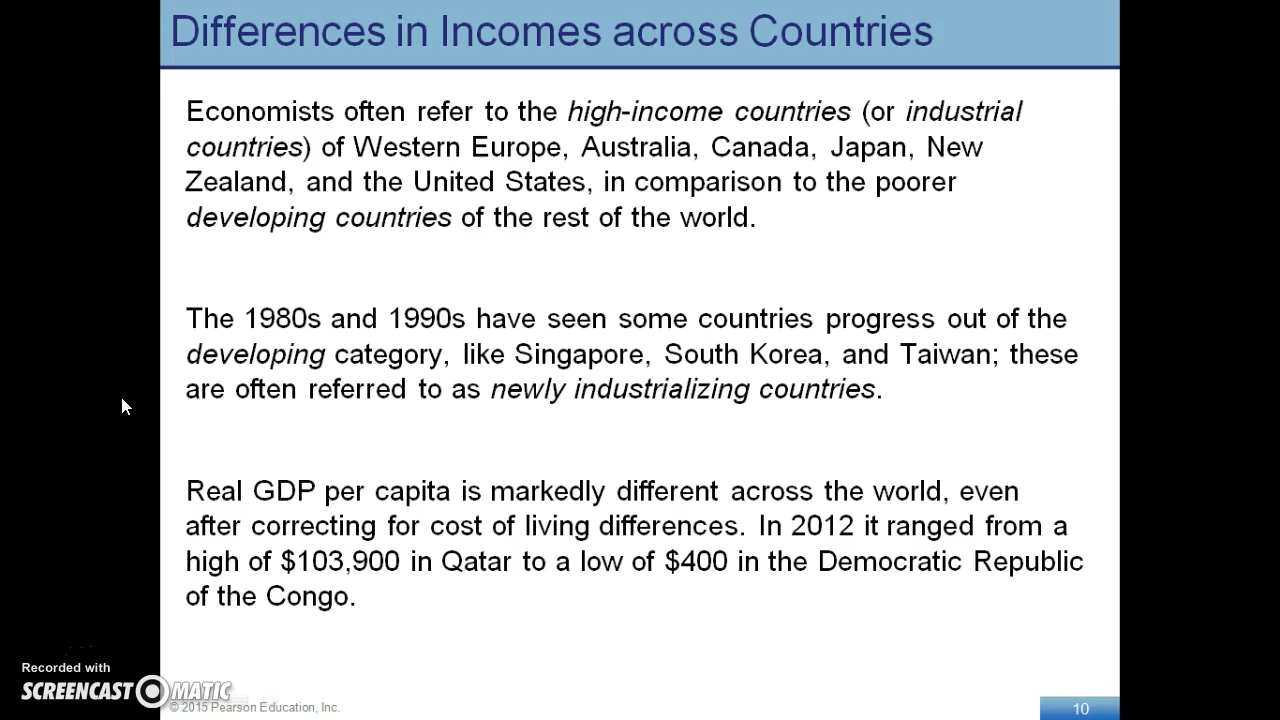 Differences in Incomes across Countries
Economists often refer to the high-income countries (or industrial
countries) of Western Europe, Australia, Canada, Japan, New
Zealand, and the United States, in comparison to the poorer
developing countries of the rest of the world.
The 1980s and 1990s have seen some countries progress out of the
developing category, like Singapore, South Korea, and Taiwan; these
are often referred to as newly industrializing countries.
Real GDP per capita is markedly different across the world, even
after correcting for cost of living differences. In 2012 it ranged from a
high of $103,900 in Qatar to a low of $400 in the Democratic Republic
of the Congo.
Recorded with
SCREENCAST MATIC
© 2015 Pearson Education, Inc.
10